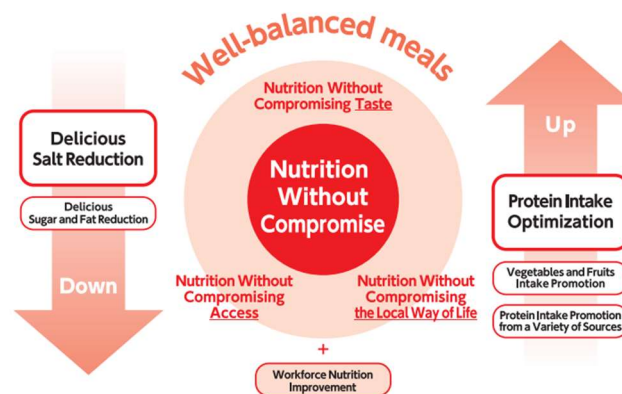 Well-balanced meals
Nutrition Without
Compromising Taste
Delicious
Salt Reduction
Delicious
Sugar and Fat Reduction
Down
Nutrition
Without
Compromise
Up
Protein Intake
Optimization
Vegetables and Fruits
Intake Promotion
Protein Intake Promotion
from a Variety of Sources
Nutrition Without
Compromising
Access
Nutrition Without
Compromising
the Local Way of Life
+
Workforce Nutrition
Improvement